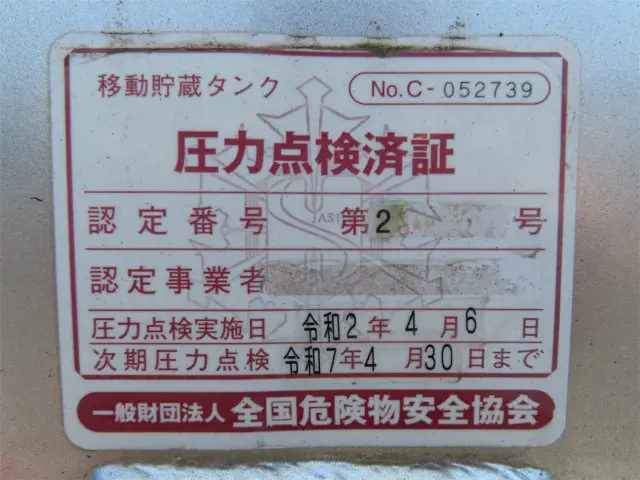 移動貯蔵タンク No.C-052739
圧力点検済証
認定番号 第2 号
認定事業者
圧力点検実施日 令和2年4月6日
次期圧力点検 令和7年4月30日まで
一般財団法人 全国危険物安全協会